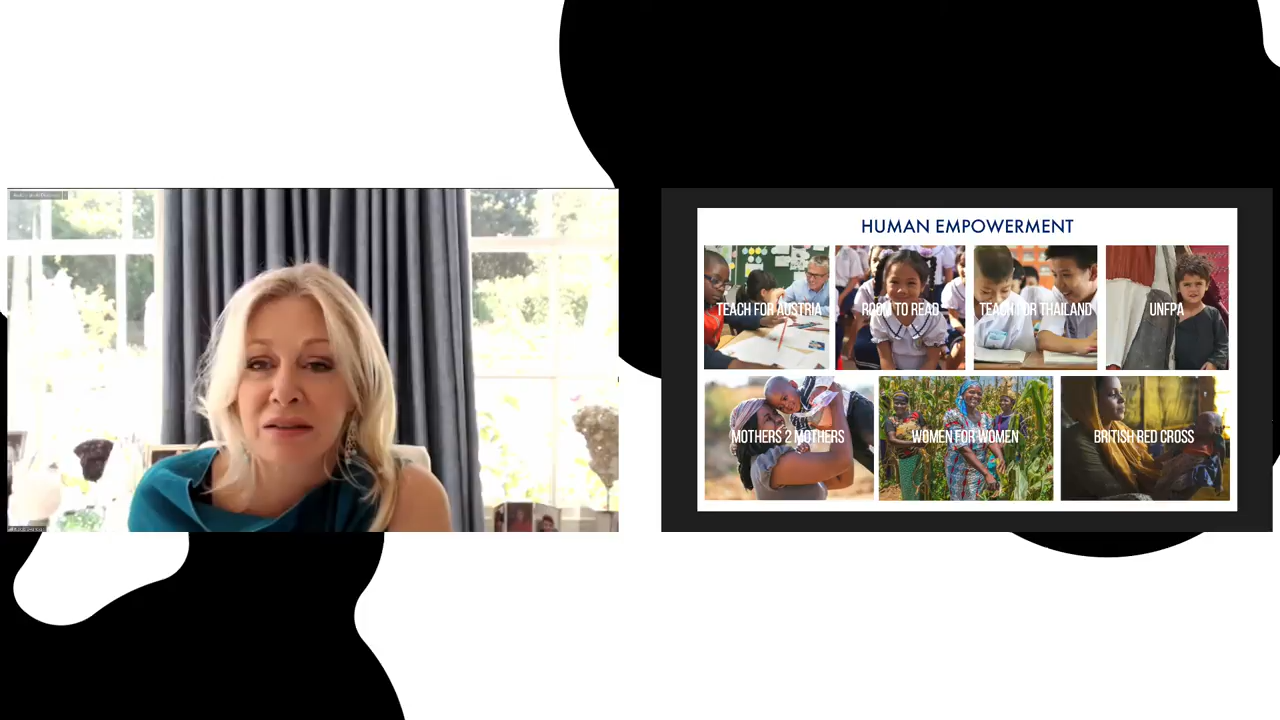 HUMAN EMPOWERMENT
TEACH FOR AUSTRIA
ROOM TO READ
TEACH FOR THAILAND
UNFPA
MOTHERS 2 MOTHERS
WOMEN FOR WOMEN
BRITISH RED CROSS